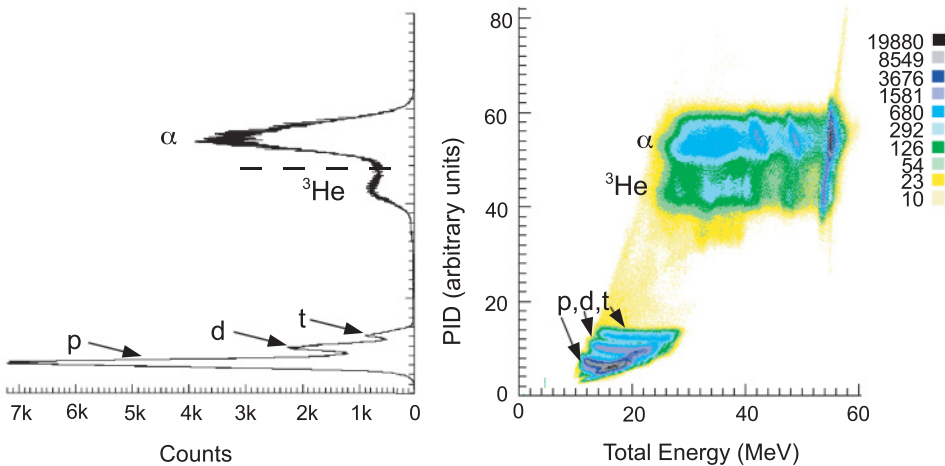 α
³He
p
d
t
7k 6k 5k 4k 3k 2k 1k 0
Counts
PID (arbitrary units)
80
60
40
20
0
α
³He
p,d,t
0 20 40 60
Total Energy (MeV)
19880
8549
3676
1581
680
292
126
54
23
10